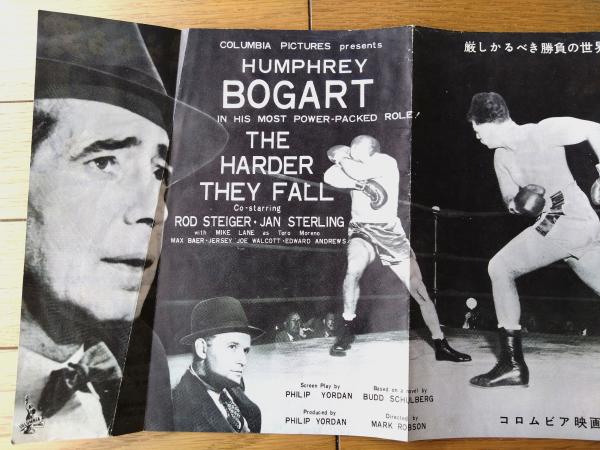 COLUMBIA PICTURES presents
HUMPHREY
BOGART
IN HIS MOST POWER-PACKED ROLE!
THE
HARDER
THEY FALL
Co-starring
ROD STEIGER・JAN STERLING
with MIKE LANE as Toro Moreno
MAX BAER・JERSEY JOE WALCOTT・EDWARD ANDREWS
Screen Play by
PHILIP YORDAN
Based on a novel by
BUDD SCHULBERG
Produced by
PHILIP YORDAN
Directed by
MARK ROBSON
厳しかるべき勝負の世界
コロムビア映画
COLUMBIA